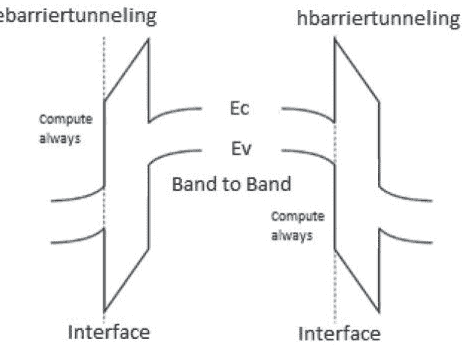 ebarriertunneling
hbarriertunneling
Compute
always
Ec
Ev
Band to Band
Compute
always
Interface
Interface